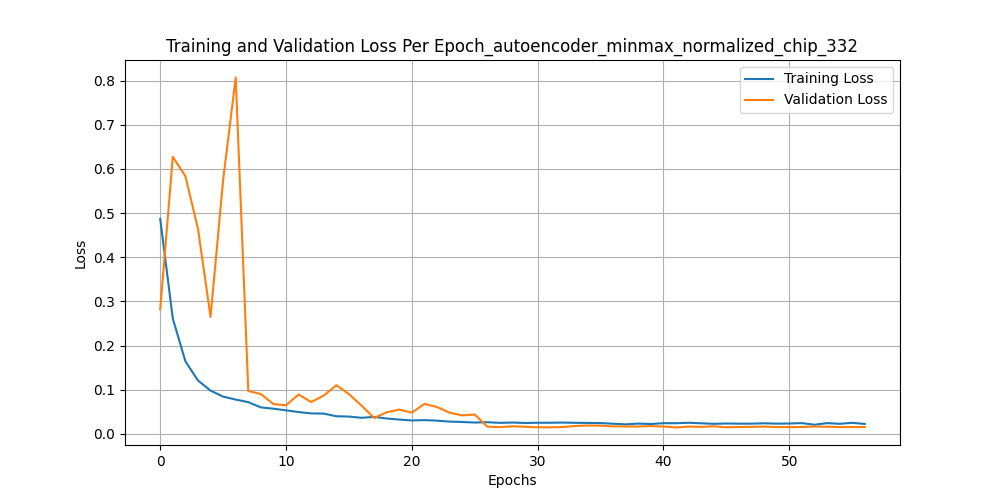 Training and Validation Loss Per Epoch_autoencoder_minmax_normalized_chip_332
Training Loss
Validation Loss
Loss
0.8
0.7
0.6
0.5
0.4
0.3
0.2
0.1
0.0
0 10 20 30 40 50
Epochs